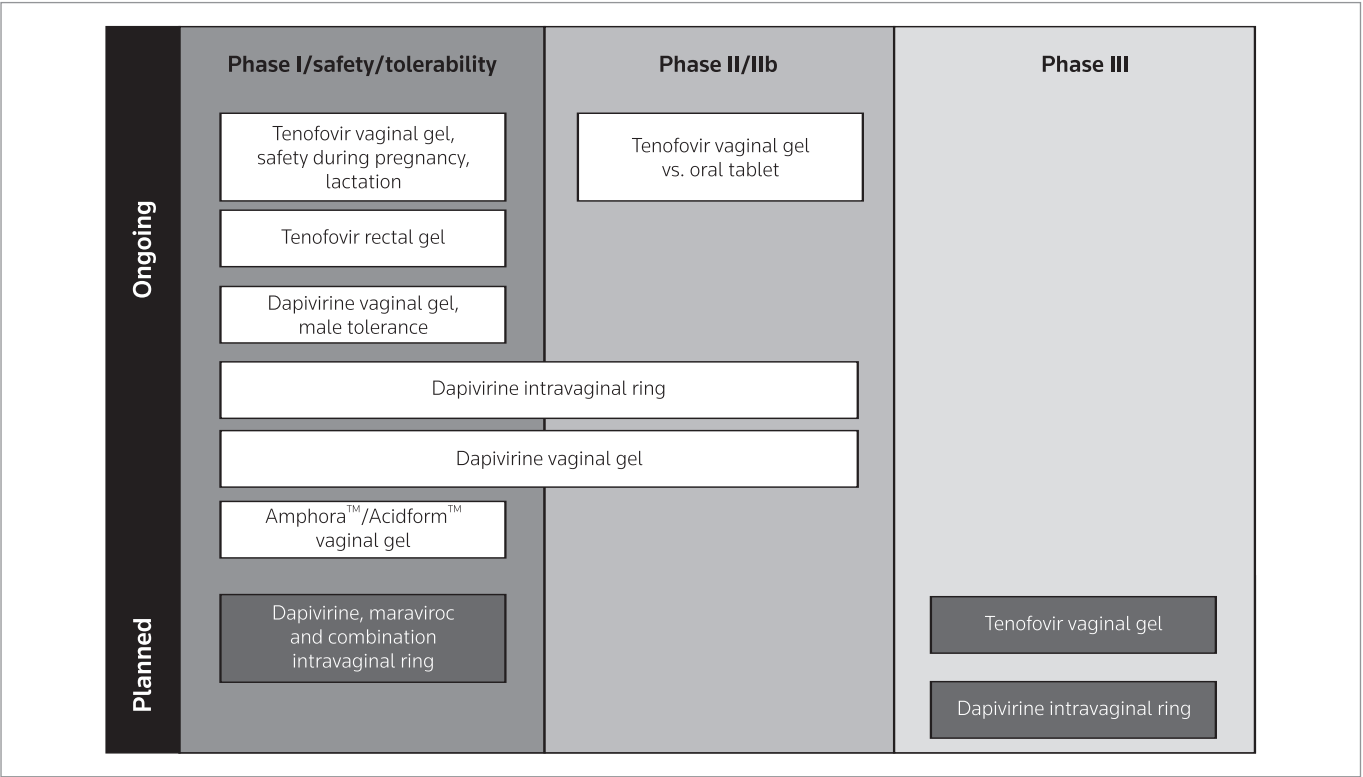 Phase I/safety/tolerability
Phase II/IIb
Phase III
Ongoing
Tenofovir vaginal gel,
safety during pregnancy,
lactation
Tenofovir vaginal gel
vs. oral tablet
Tenofovir rectal gel
Dapivirine vaginal gel,
male tolerance
Dapivirine intravaginal ring
Dapivirine vaginal gel
Amphora™/Acidform™
vaginal gel
Planned
Dapivirine, maraviroc
and combination
intravaginal ring
Tenofovir vaginal gel
Dapivirine intravaginal ring